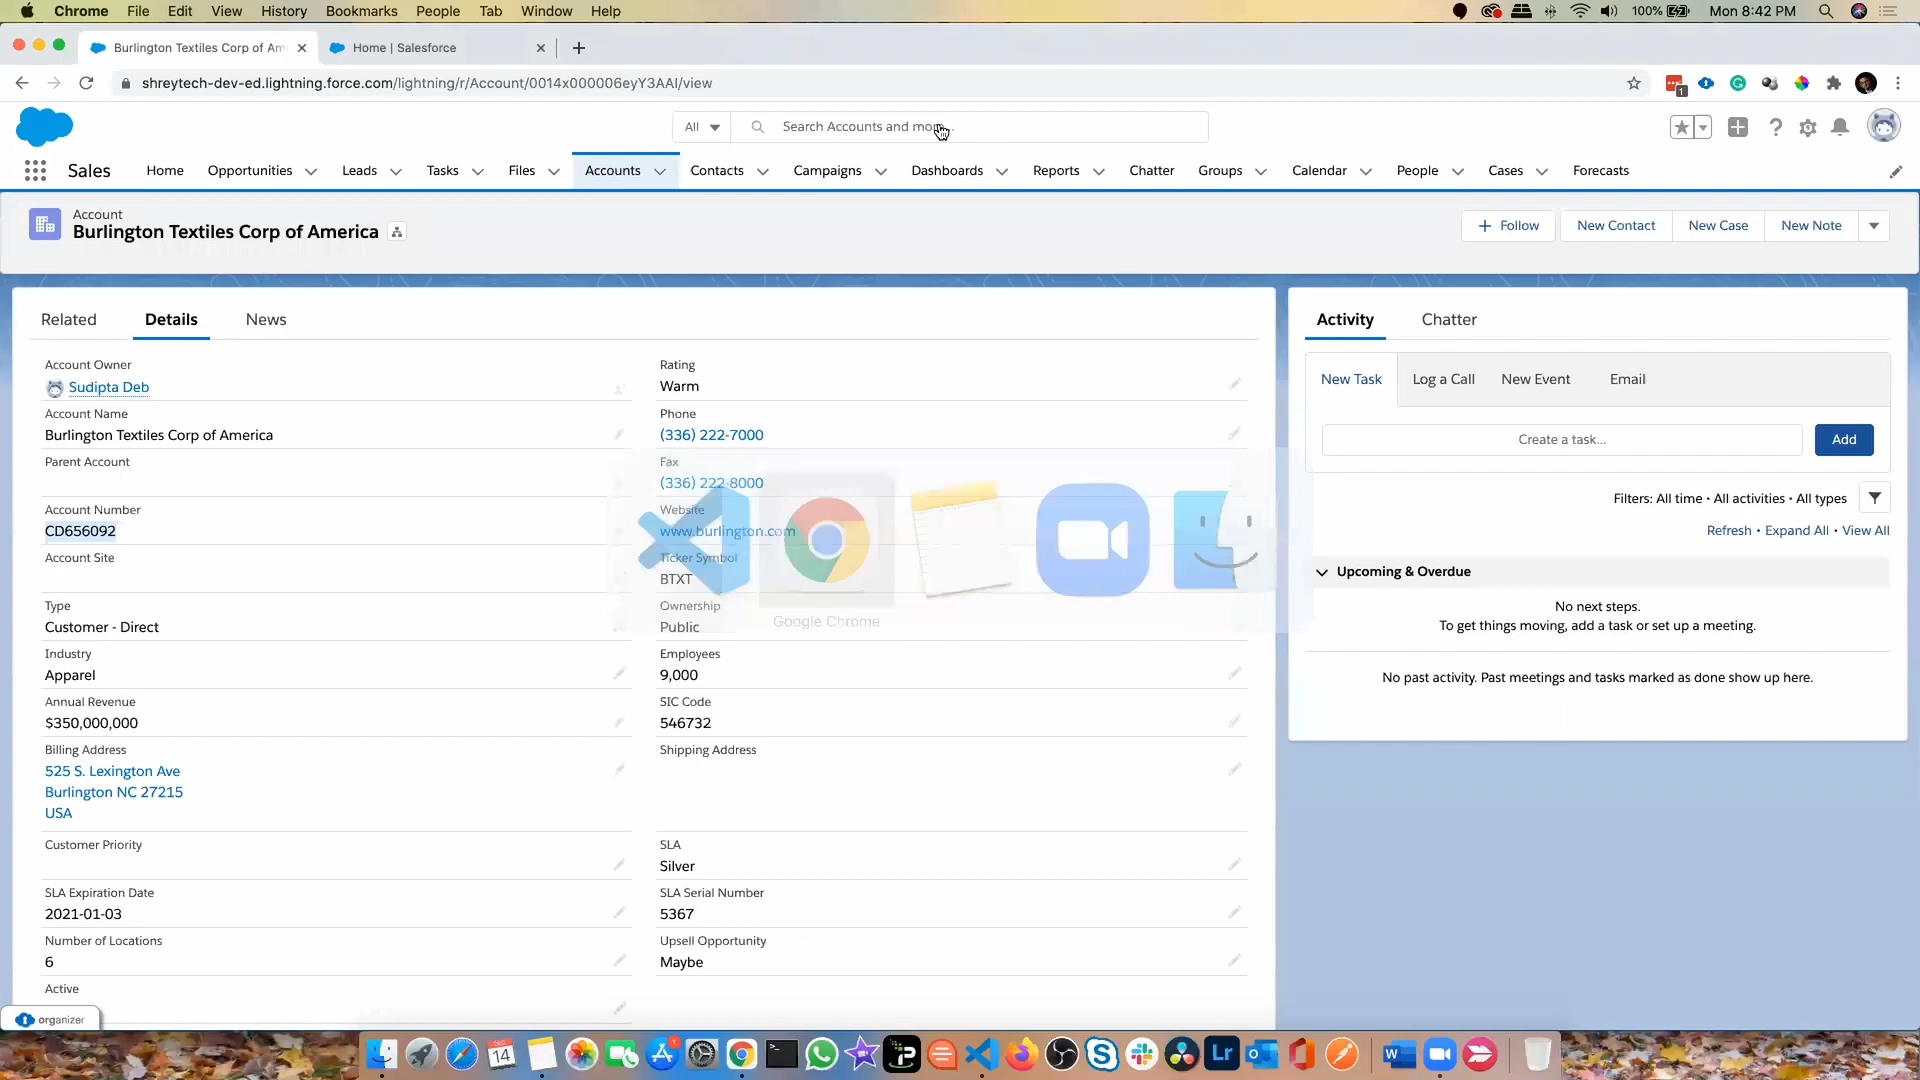 Chrome File Edit View History Bookmarks People Tab Window Help
100% Mon 8:42 PM
Burlington Textiles Corp of Am
Home | Salesforce
shreytech-dev-ed.lightning.force.com/lightning/r/Account/0014x000006eyY3AAI/view
1
All
Search Accounts and more...
Sales
Home Opportunities Leads Tasks Files Accounts Contacts Campaigns Dashboards Reports Chatter Groups Calendar People Cases Forecasts
Account
Burlington Textiles Corp of America
Follow
New Contact
New Case
New Note
Related
Details
News
Account Owner
Sudipta Deb
Account Name
Burlington Textiles Corp of America
Parent Account
Account Number
CD656092
Account Site
Type
Customer - Direct
Industry
Apparel
Annual Revenue
$350,000,000
Billing Address
525 S. Lexington Ave
Burlington NC 27215
USA
Customer Priority
SLA Expiration Date
2021-01-03
Number of Locations
6
Active
Rating
Warm
Phone
(336) 222-7000
Fax
(336) 222-8000
Website
www.burlington.com
Ticker Symbol
BTXT
Ownership
Public
Employees
9,000
SIC Code
546732
Shipping Address
SLA
Silver
SLA Serial Number
5367
Upsell Opportunity
Maybe
Google Chrome
Activity
Chatter
New Task
Log a Call
New Event
Email
Create a task...
Add
Filters: All time • All activities • All types
Refresh • Expand All • View All
Upcoming & Overdue
No next steps.
To get things moving, add a task or set up a meeting.
No past activity. Past meetings and tasks marked as done show up here.
organizer
DEC
14
1
Lr
W